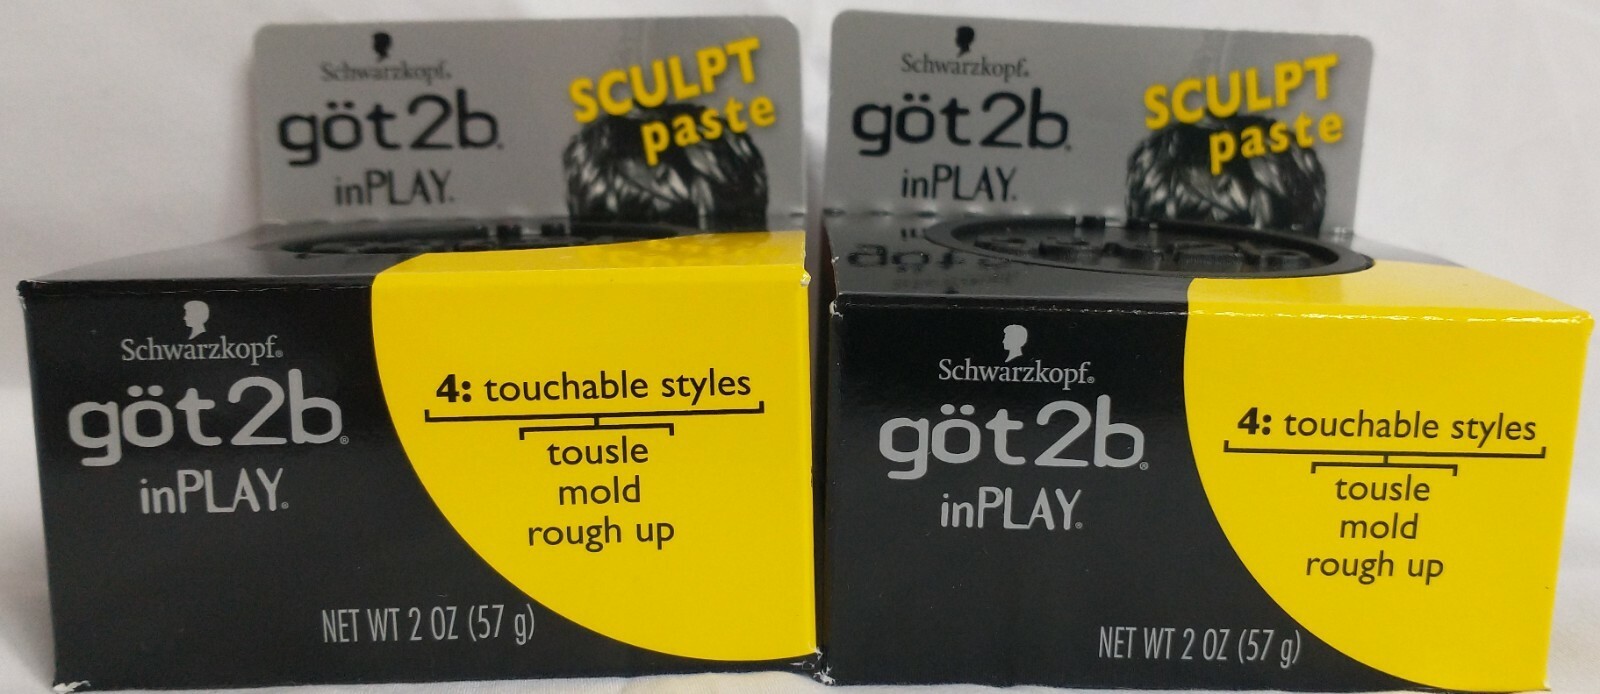 Schwarzkopf®
göt2b®
inPLAY®
SCULPT
paste
Schwarzkopf®
göt2b®
inPLAY®
4: touchable styles
tousle
mold
rough up
NET WT 2 OZ (57 g)
Schwarzkopf®
göt2b®
inPLAY®
SCULPT
paste
Schwarzkopf®
göt2b®
inPLAY®
4: touchable styles
tousle
mold
rough up
NET WT 2 OZ (57 g)